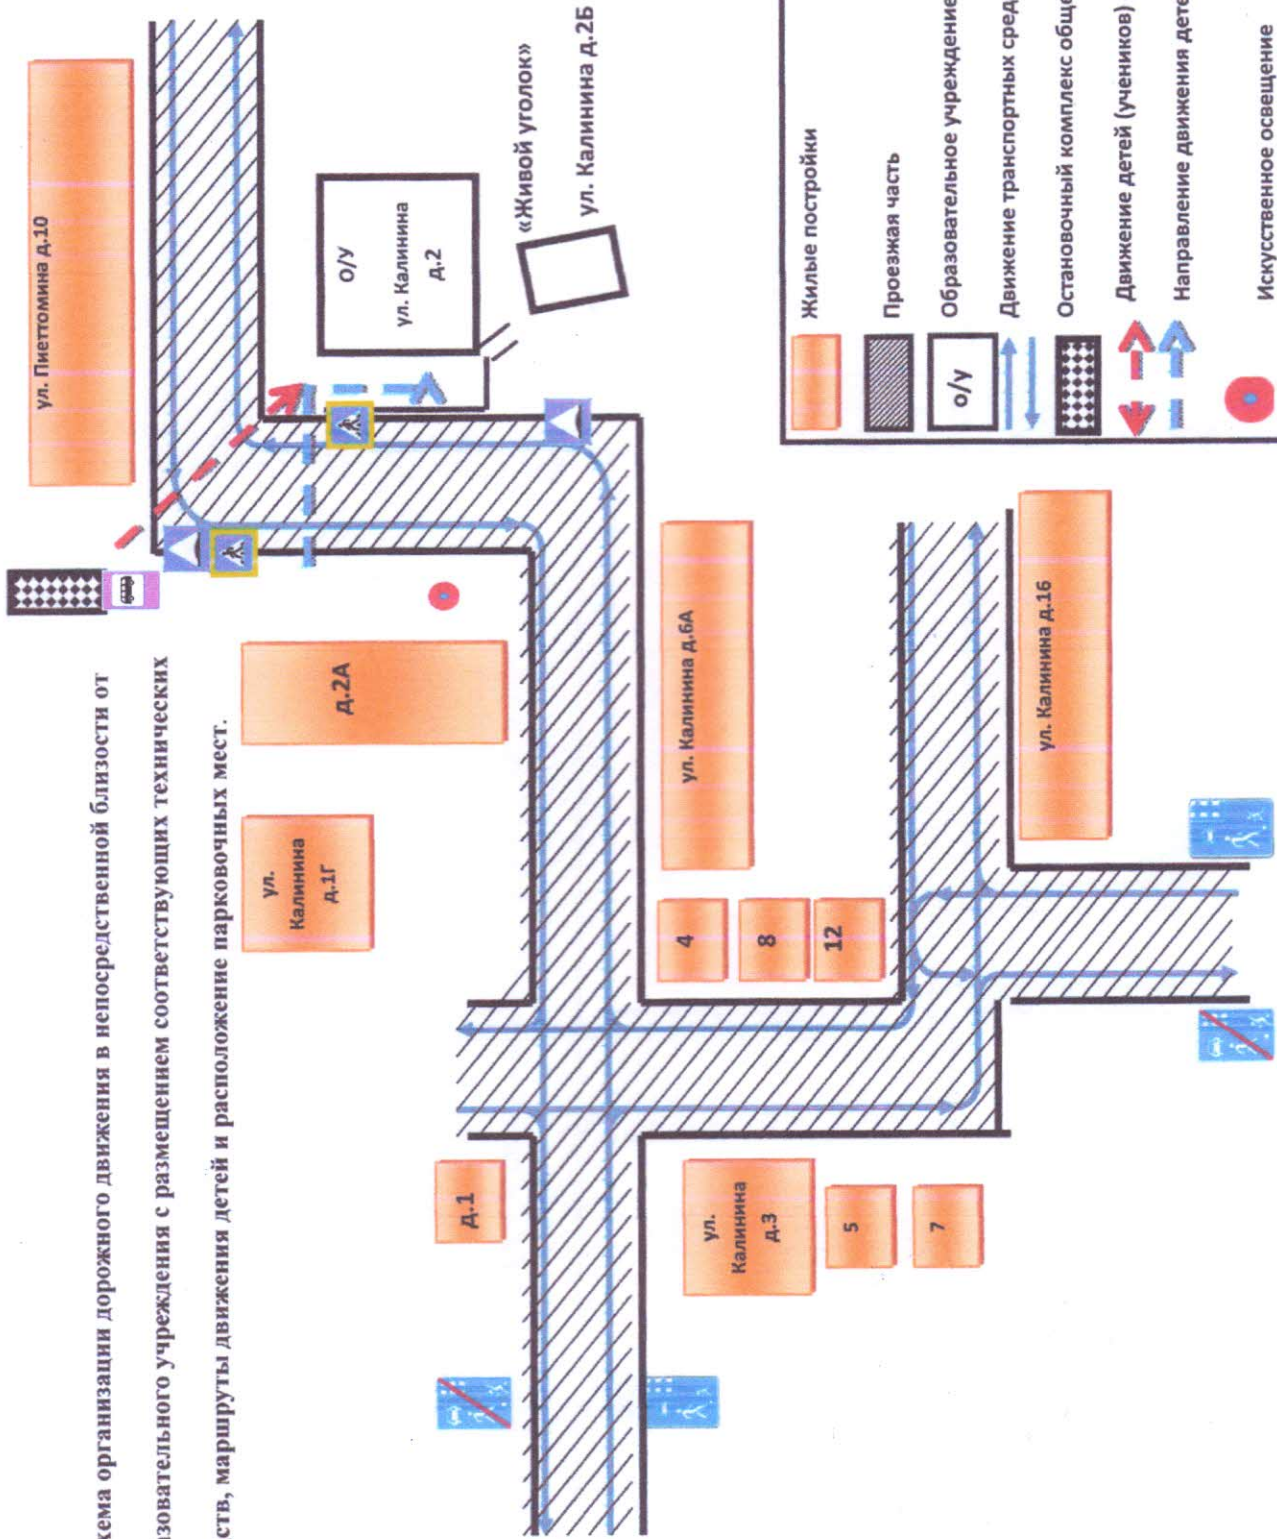 хема организации дорожного движения в непосредственной близости от
зовательного учреждения с размещением соответствующих технических
ств, маршруты движения детей и расположение парковочных мест.
ул. Пиеттомина д.10
о/у
ул. Калинина
д.2
«Живой уголок»
ул. Калинина д.2Б
д.2А
ул.
Калинина
д.1Г
ул. Калинина д.6А
4
8
12
ул. Калинина д.16
д.1
ул.
Калинина
д.3
5
7
Жилые постройки
Проезжая часть
о/у
Образовательное учреждение
Движение транспортных сред
Остановочный комплекс обще
Движение детей (учеников)
Направление движения дете
Искусственное освещение